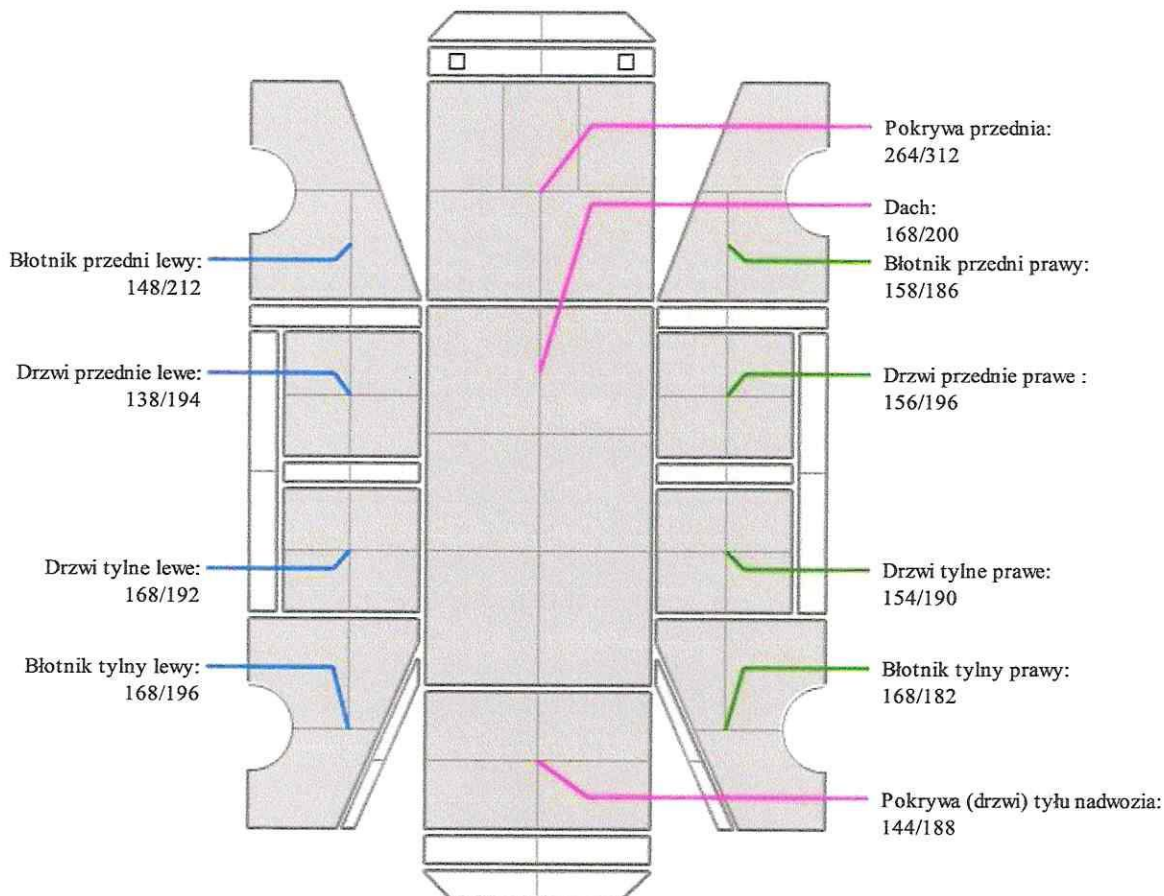 Pokrywa przednia:
264/312
Dach:
168/200
Błotnik przedni lewy:
148/212
Błotnik przedni prawy:
158/186
Drzwi przednie lewe:
138/194
Drzwi przednie prawe :
156/196
Drzwi tylne lewe:
168/192
Drzwi tylne prawe:
154/190
Błotnik tylny lewy:
168/196
Błotnik tylny prawy:
168/182
Pokrywa (drzwi) tyłu nadwozia:
144/188